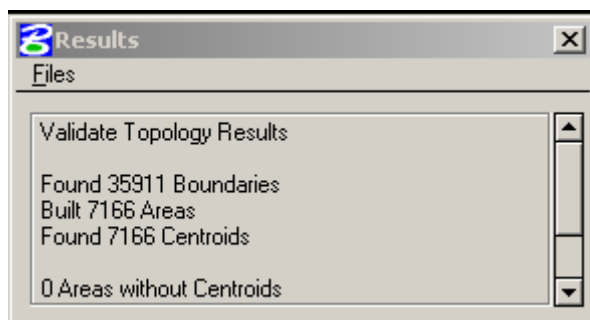 Results
Files
Validate Topology Results
Found 35911 Boundaries
Built 7166 Areas
Found 7166 Centroids
0 Areas without Centroids